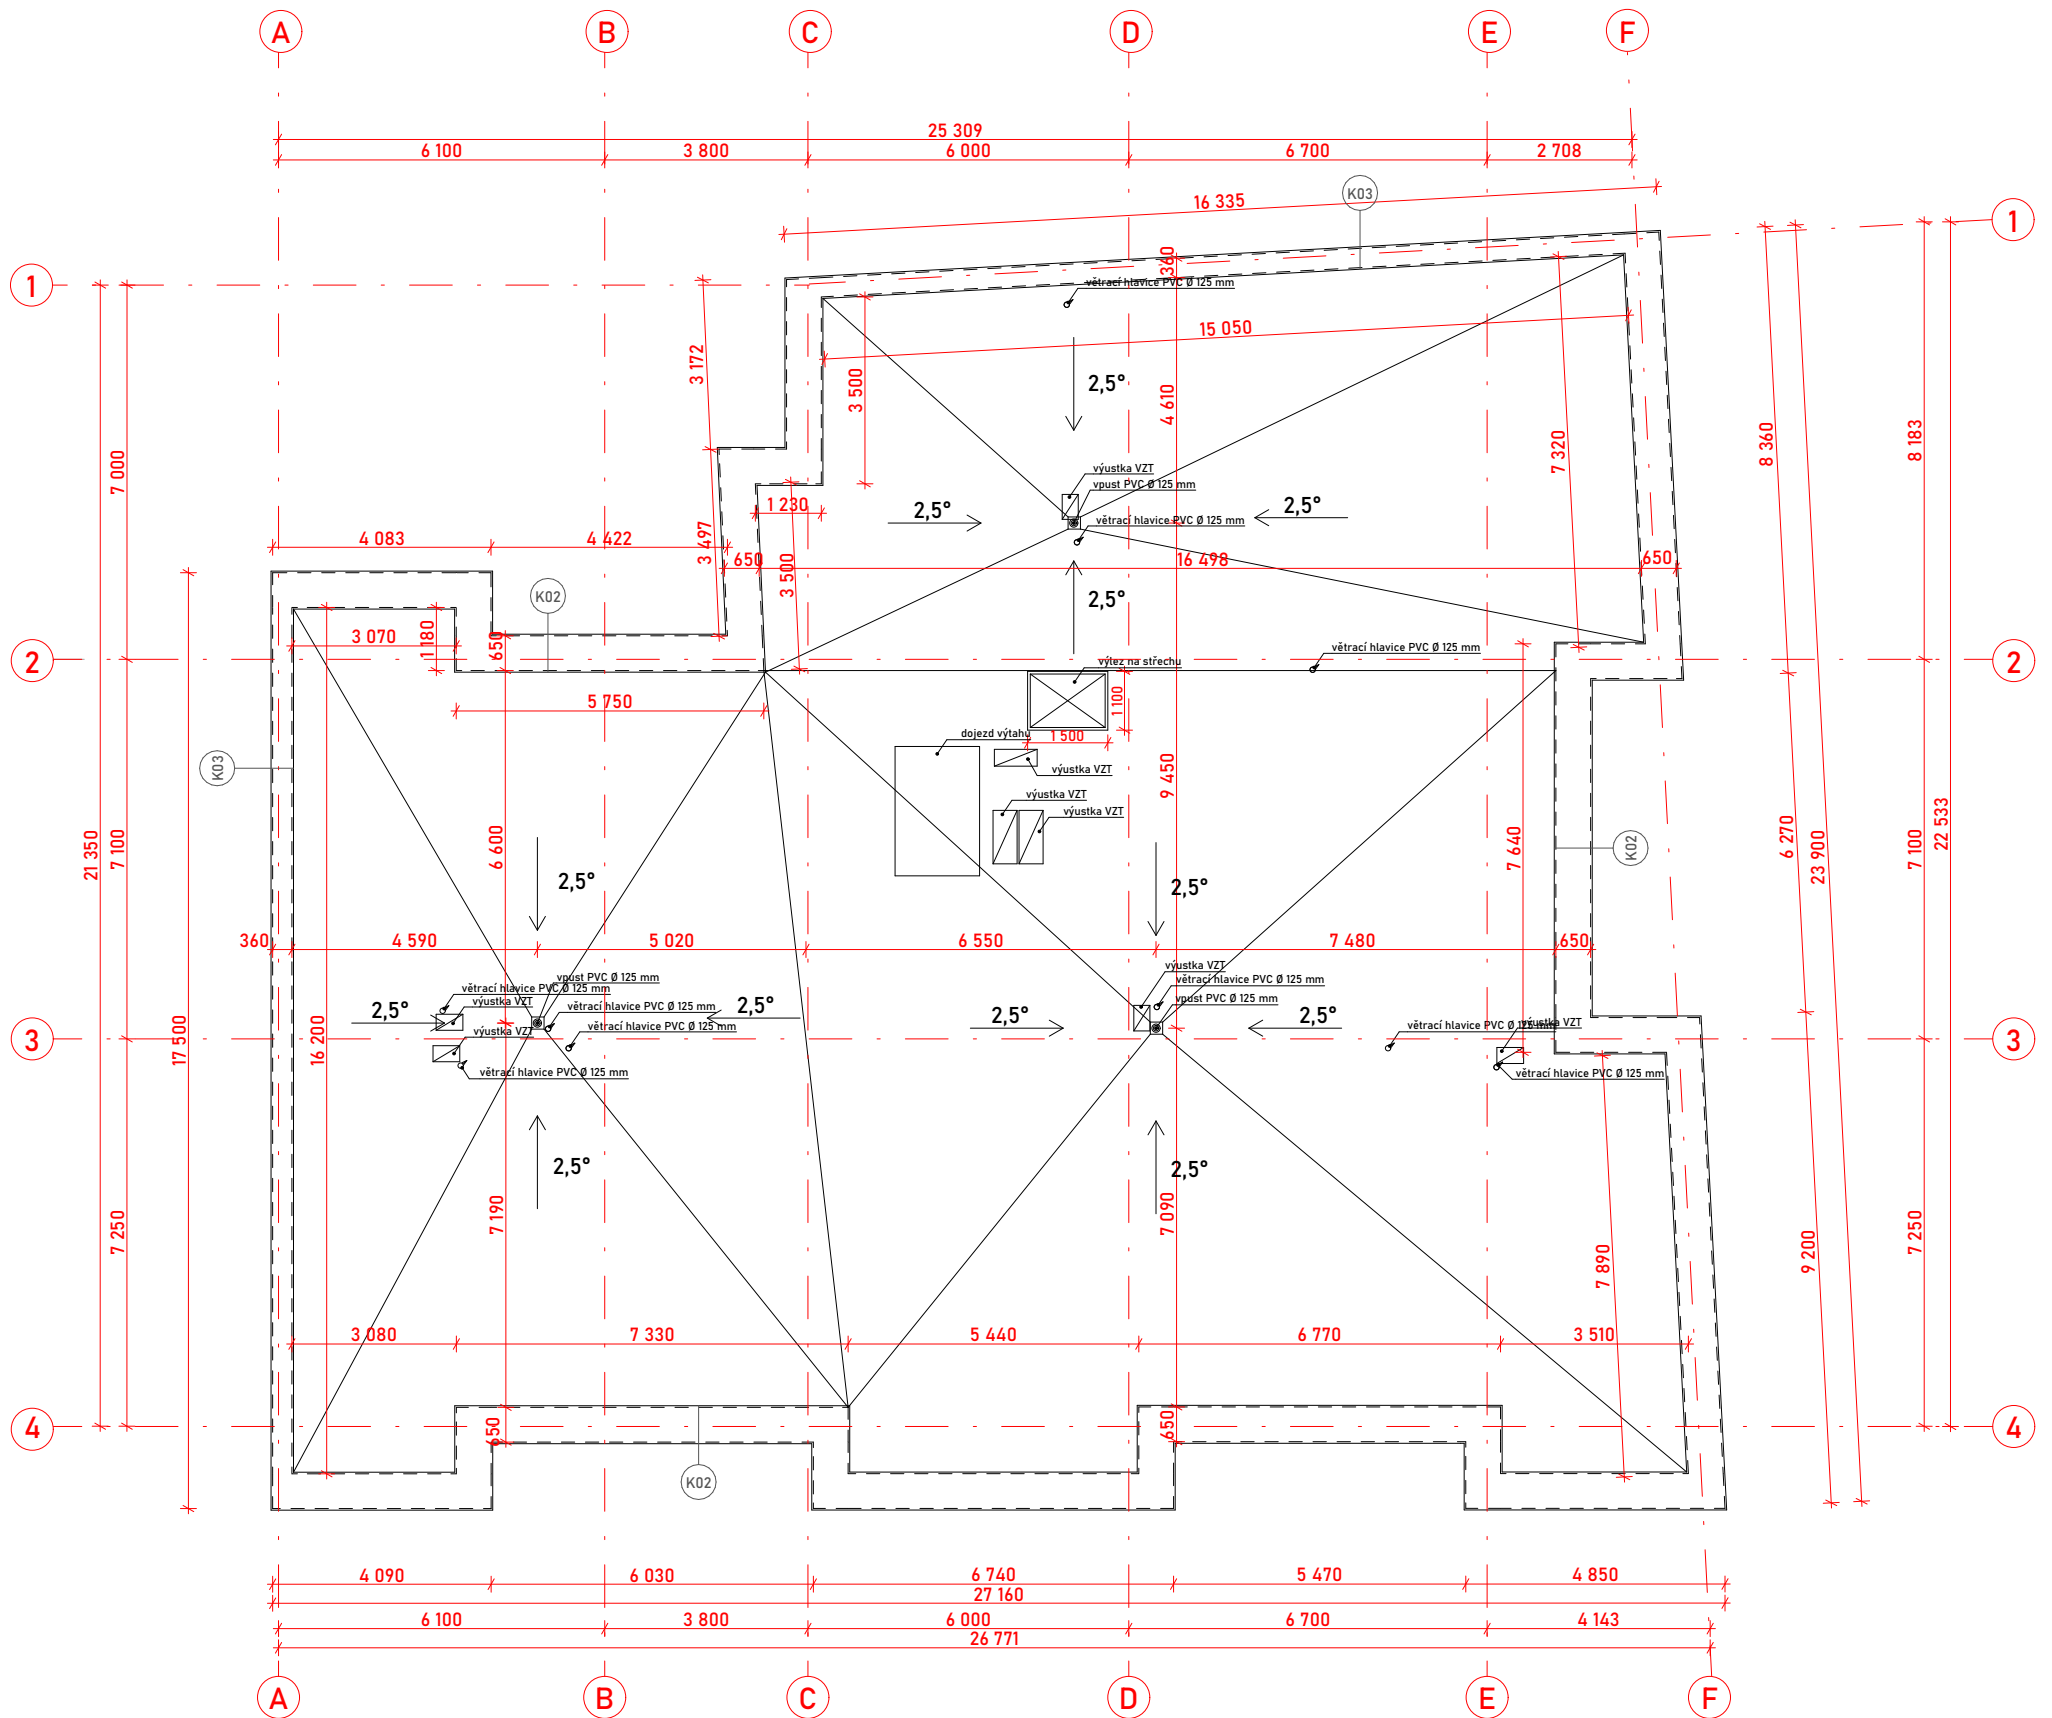 A B C D E F
25 309
6 100 3 800 6 000 6 700 2 708
K03
16 335
1 1
360
větrací hlavice PVC Ø 125 mm
15 050
3 172
3 500
2,5°
4 610
7 320
8 360
8 183
7 000
výustka VZT
vpust PVC Ø 125 mm
1 230
2,5°
2,5°
větrací hlavice PVC Ø 125 mm
4 083 4 422
3 497
650
3 500
16 498
650
K02
2,5°
3 070
1 180
650
2 2
větrací hlavice PVC Ø 125 mm
výlez na střechu
5 750
1 100
1 500
dojezd výtahu
výustka VZT
K03
9 450
výustka VZT
výustka VZT
21 350
7 100
6 600
7 640
K02
6 270
23 900
7 100
22 533
2,5°
2,5°
360 4 590 5 020 6 550 7 480 650
výustka VZT
vpust PVC Ø 125 mm
větrací hlavice PVC Ø 125 mm
větrací hlavice PVC Ø 125 mm
výustka VZT
vpust PVC Ø 125 mm
2,5°
větrací hlavice PVC Ø 125 mm
2,5°
2,5°
2,5°
17 500
16 200
výustka VZT
větrací hlavice PVC Ø 125 mm
větrací hlavice PVC Ø 125 mm
výustka VZT
3 3
větrací hlavice PVC Ø 125 mm
větrací hlavice PVC Ø 125 mm
2,5°
2,5°
7 250
7 190
7 090
7 890
9 200
7 250
3 080 7 330 5 440 6 770 3 510
650
650
4 4
K02
4 090 6 030 6 740 5 470 4 850
27 160
6 100 3 800 6 000 6 700 4 143
26 771
A B C D E F